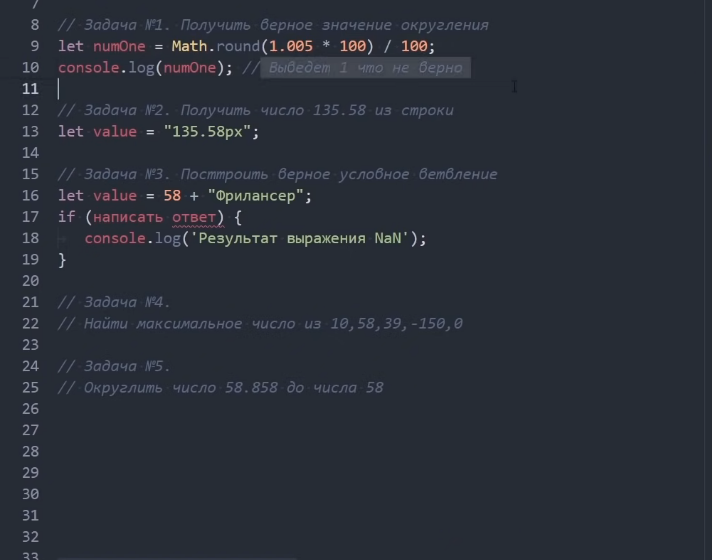 7
8 // Задача №1. Получить верное значение округления
9 let numOne = Math.round(1.005 * 100) / 100;
10 console.log(numOne); // Выведет 1 что не верно
11
12 // Задача №2. Получить число 135.58 из строки
13 let value = "135.58px";
14
15 // Задача №3. Посттроить верное условное ветвление
16 let value = 58 + "Фрилансер";
17 if (написать ответ) {
18 console.log('Результат выражения NaN');
19 }
20
21 // Задача №4.
22 // Найти максимальное число из 10,58,39,-150,0
23
24 // Задача №5.
25 // Округлить число 58.858 до числа 58
26
27
28
29
30
31
32
33